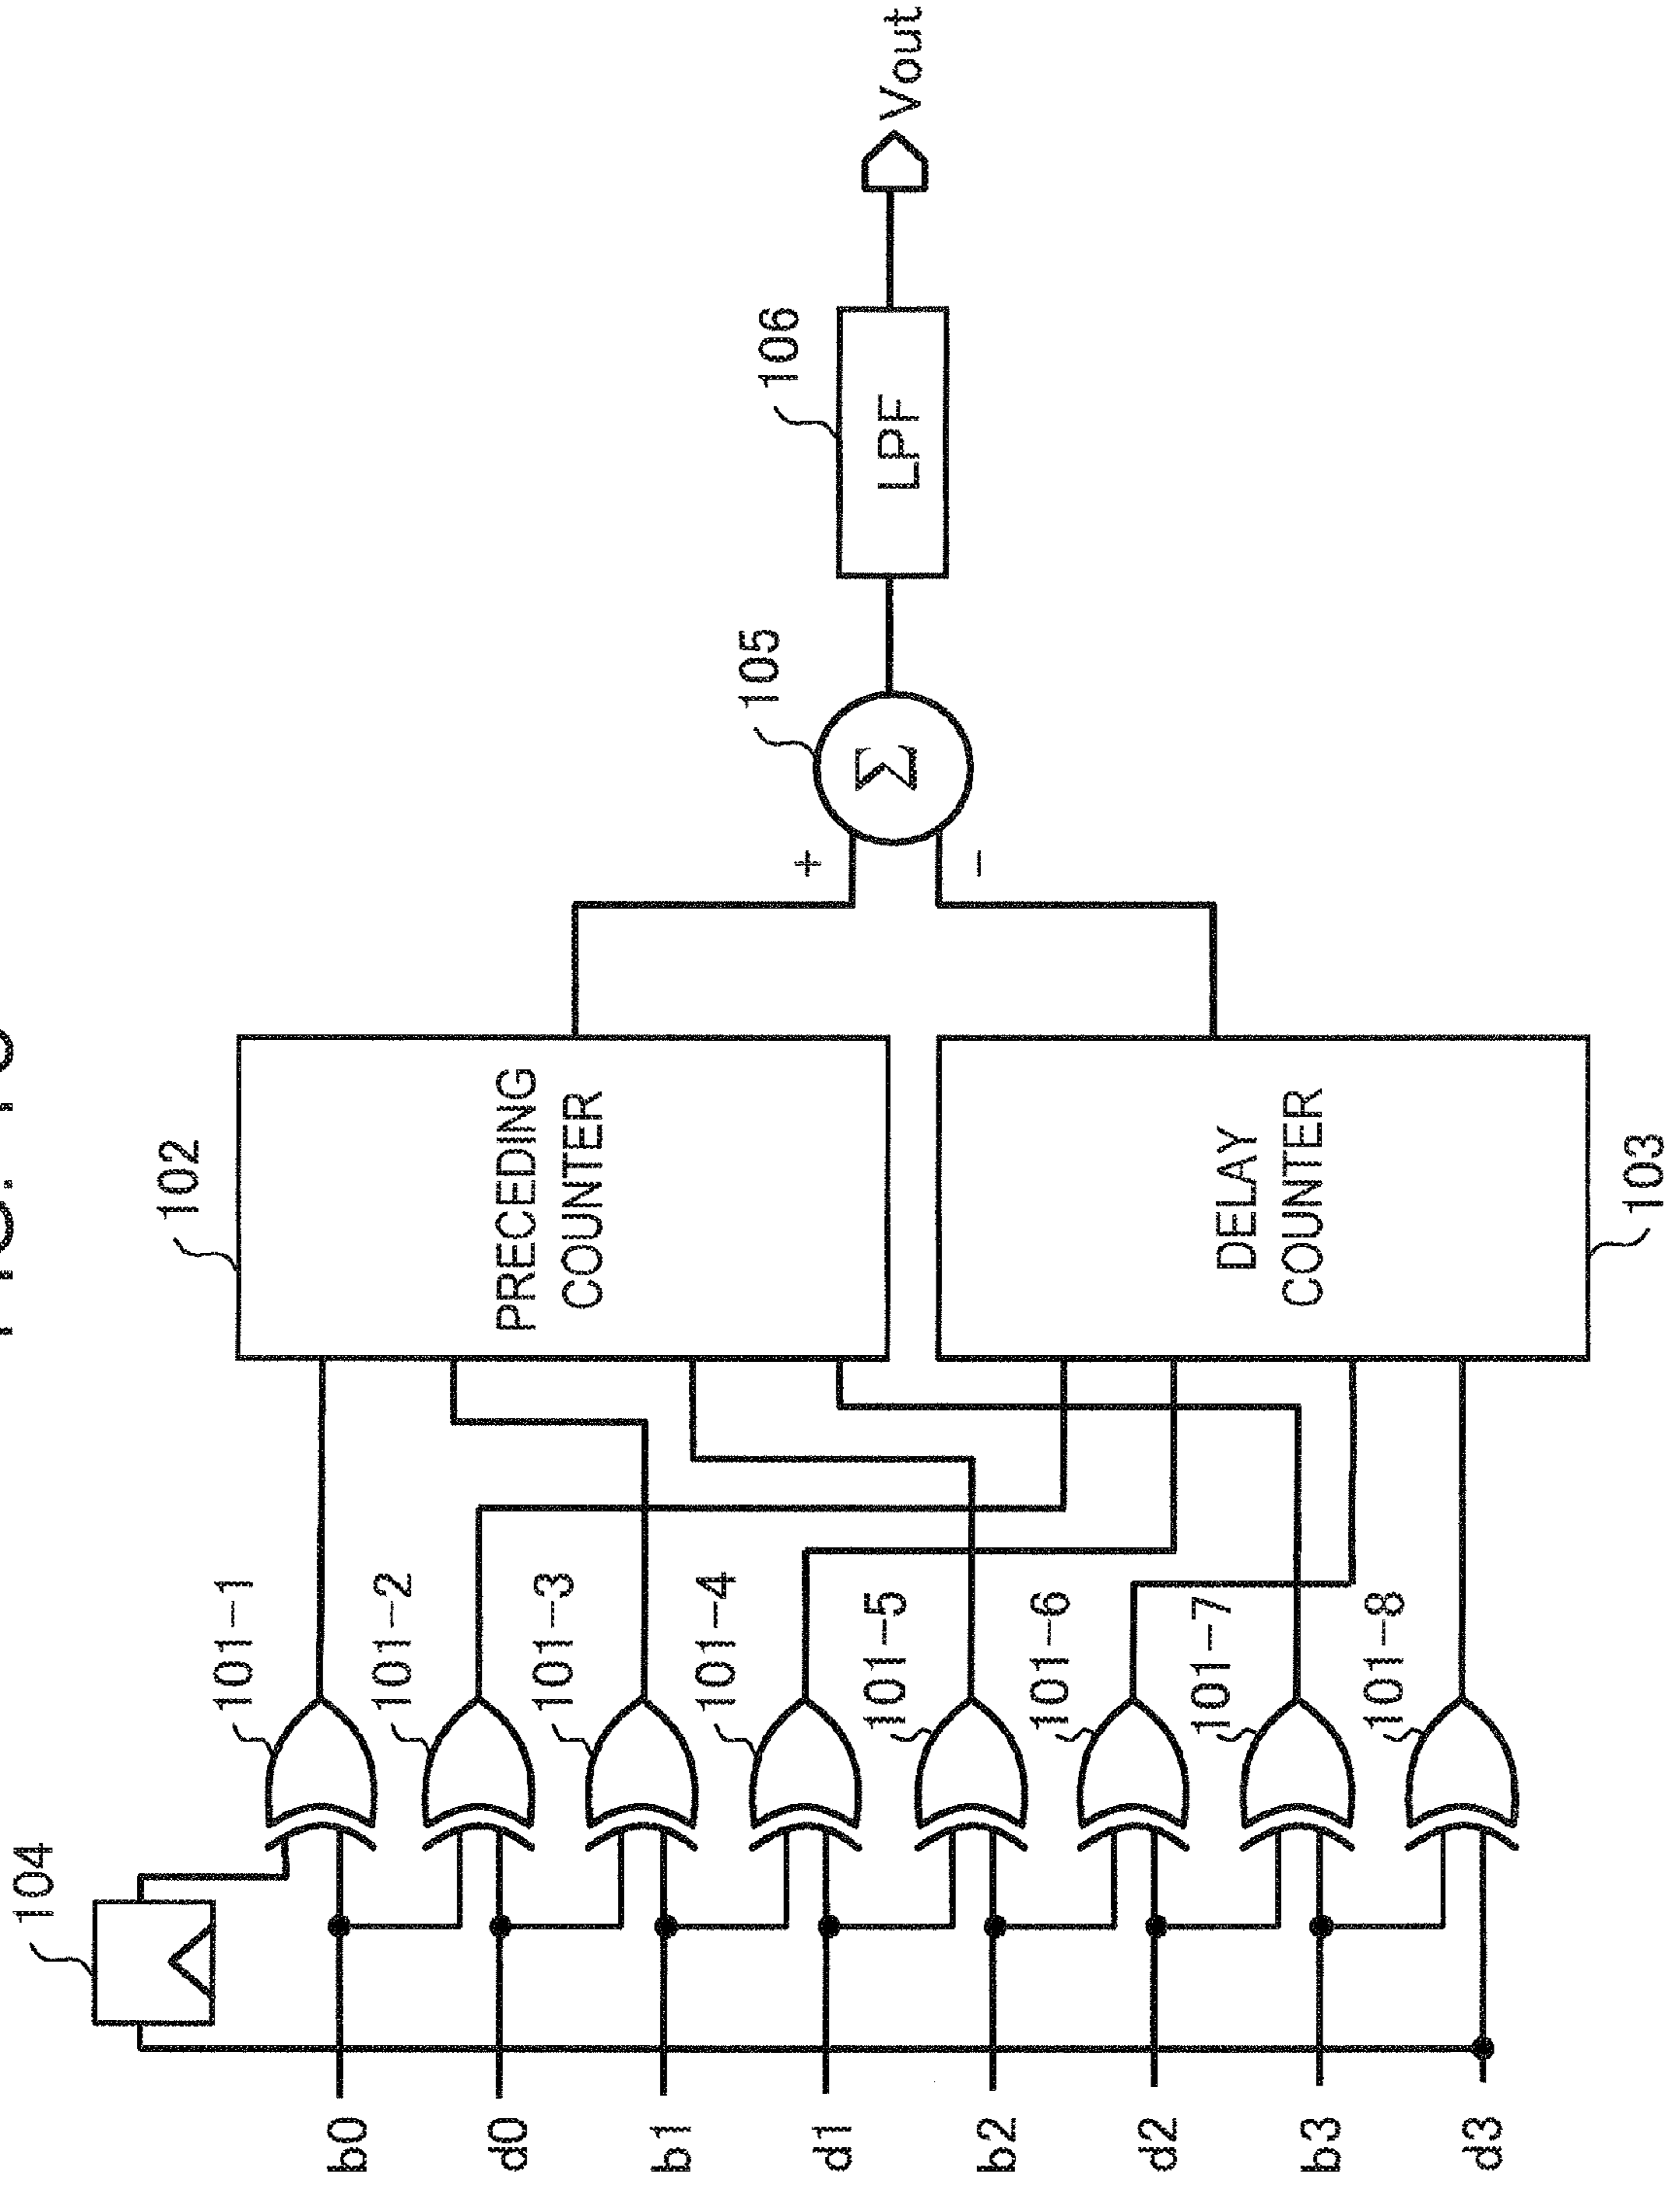 104
101-1
101-2
101-3
101-4
101-5
101-6
101-7
101-8
b0
d0
b1
d1
b2
d2
b3
d3
102
PRECEDING
COUNTER
DELAY
COUNTER
103
+
−
105
Σ
106
LPF
Vout